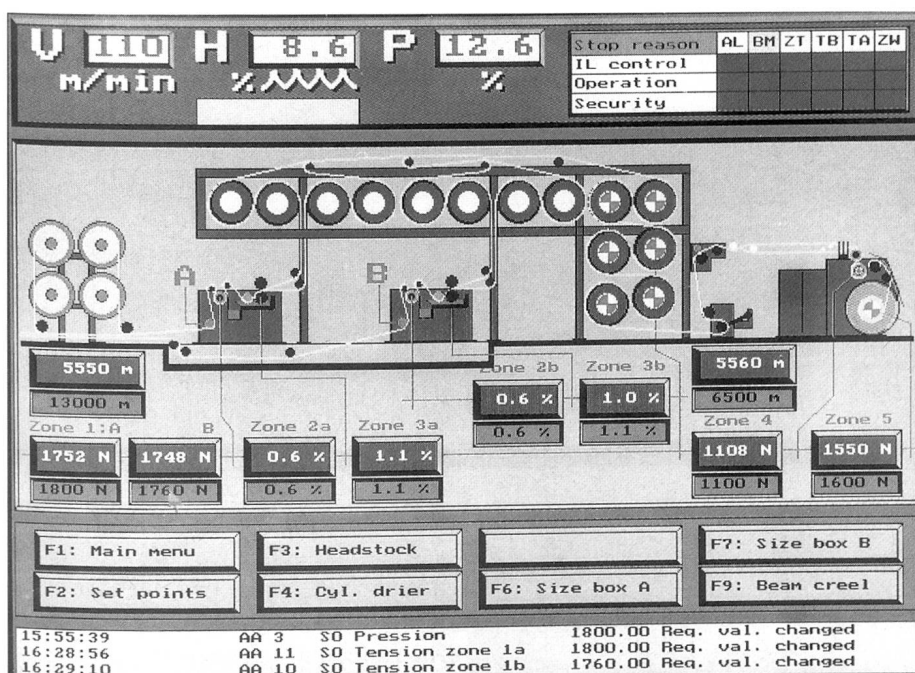 V 110 H 8.6 P 12.6
m/min % %
Stop reason AL BM ZT TB TA ZW
IL control
Operation
Security
A
B
5550 m
13000 m
Zone 2b
0.6 %
0.6 %
Zone 3b
1.0 %
1.1 %
5560 m
6500 m
Zone 1:A
1752 N
1800 N
B
1748 N
1760 N
Zone 2a
0.6 %
0.6 %
Zone 3a
1.1 %
1.1 %
Zone 4
1108 N
1100 N
Zone 5
1550 N
1600 N
F1: Main menu
F3: Headstock
F7: Size box B
F2: Set points
F4: Cyl. drier
F6: Size box A
F9: Beam creel
15:55:39 AA 3 SO Pression 1800.00 Req. val. changed
16:28:56 AA 11 SO Tension zone 1a 1800.00 Req. val. changed
16:29:10 AA 10 SO Tension zone 1b 1760.00 Req. val. changed